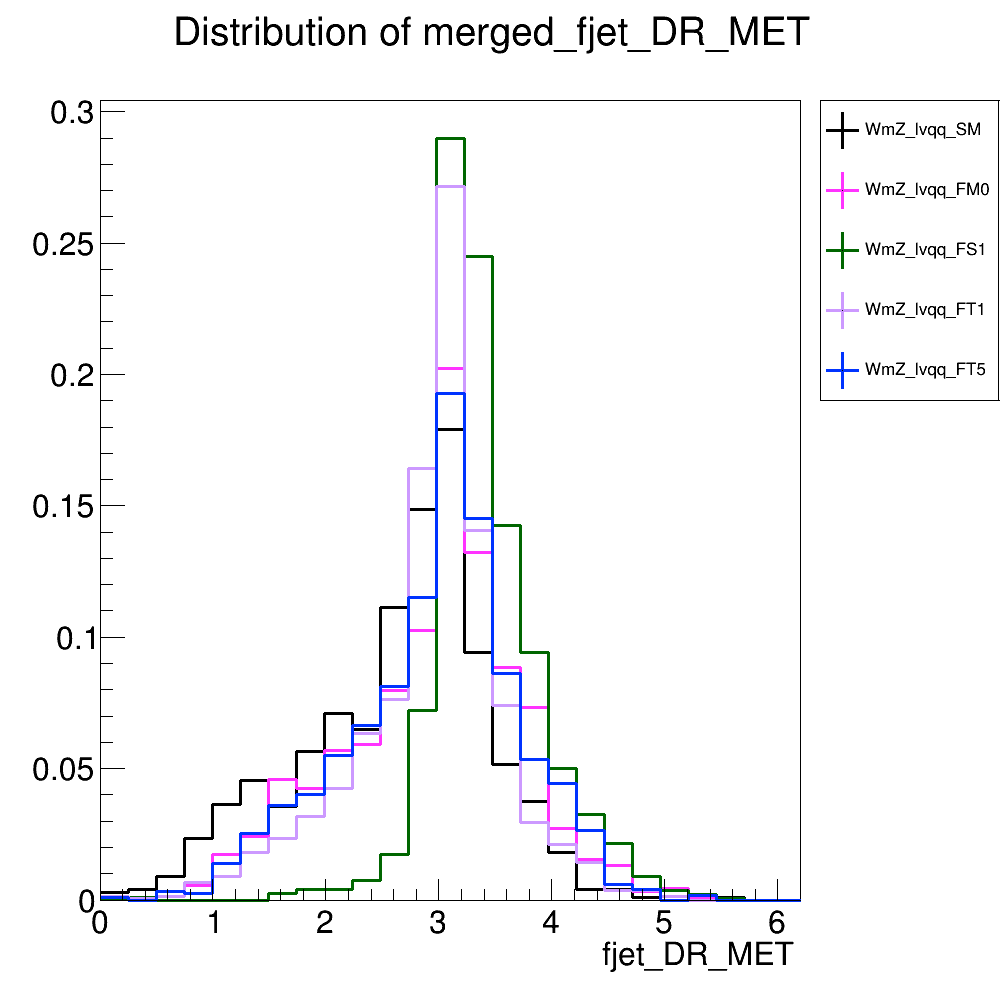 Distribution of merged_fjet_DR_MET
0.3
0.25
0.2
0.15
0.1
0.05
0
0 1 2 3 4 5 6
fjet_DR_MET
WmZ_lvqq_SM
WmZ_lvqq_FM0
WmZ_lvqq_FS1
WmZ_lvqq_FT1
WmZ_lvqq_FT5